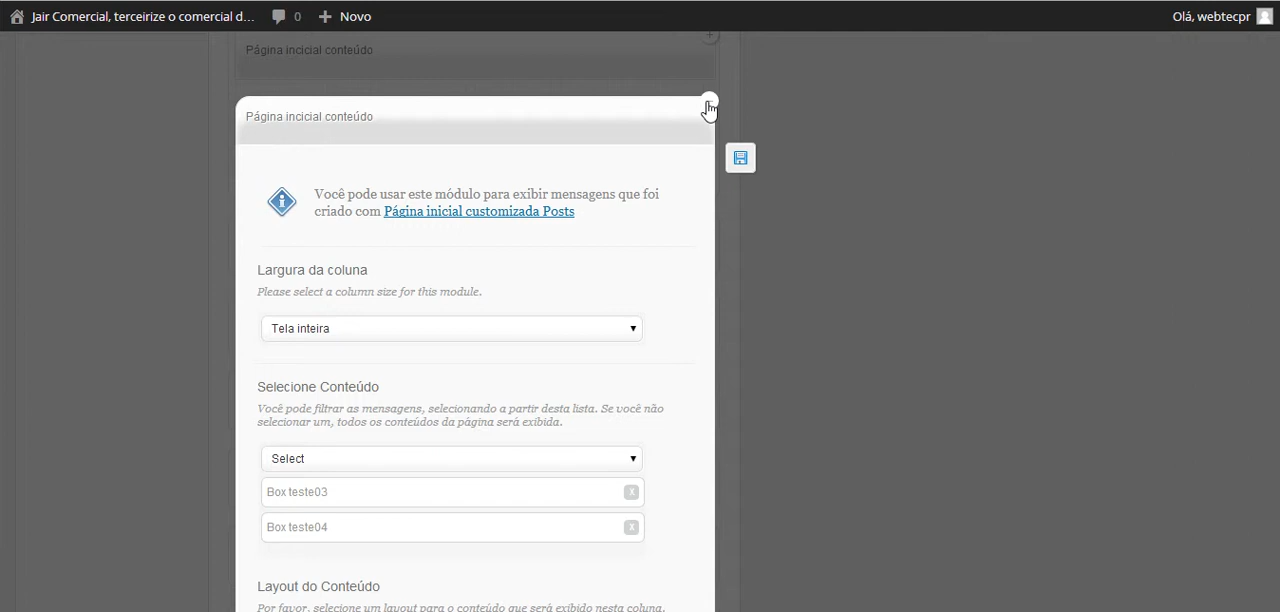 Jair Comercial, terceirize o comercial d... 0 + Novo Olá, webtecpr
Página incicial conteúdo
Página incicial conteúdo
Você pode usar este módulo para exibir mensagens que foi
criado com Página inicial customizada Posts
Largura da coluna
Please select a column size for this module.
Tela inteira
Selecione Conteúdo
Você pode filtrar as mensagens, selecionando a partir desta lista. Se você não
selecionar um, todos os conteúdos da página será exibida.
Select
Box teste03 x
Box teste04 x
Layout do Conteúdo
Por favor, selecione um layout para o conteúdo que será exibido nesta coluna.